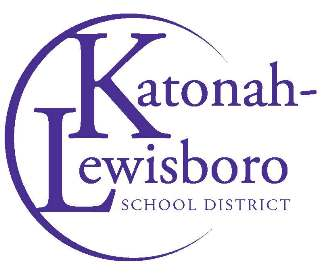 Katonah-
Lewisboro
SCHOOL DISTRICT